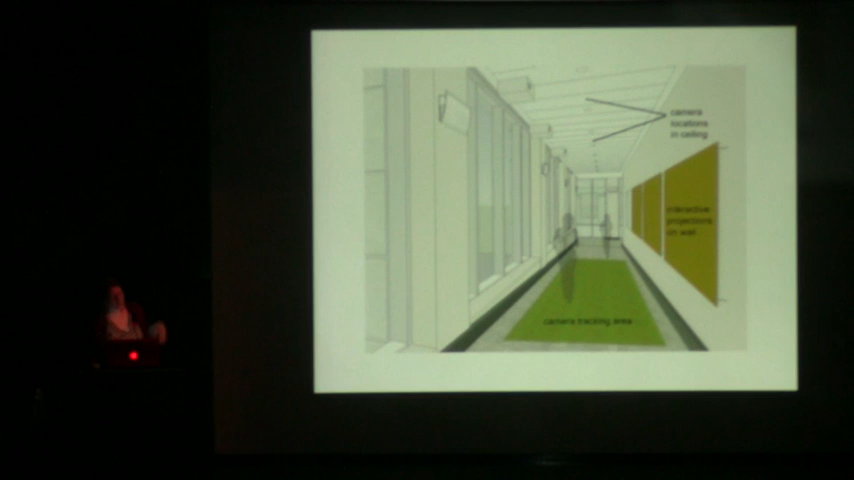 camera
locations
in ceiling
interactive
projections
on wall
camera tracking area